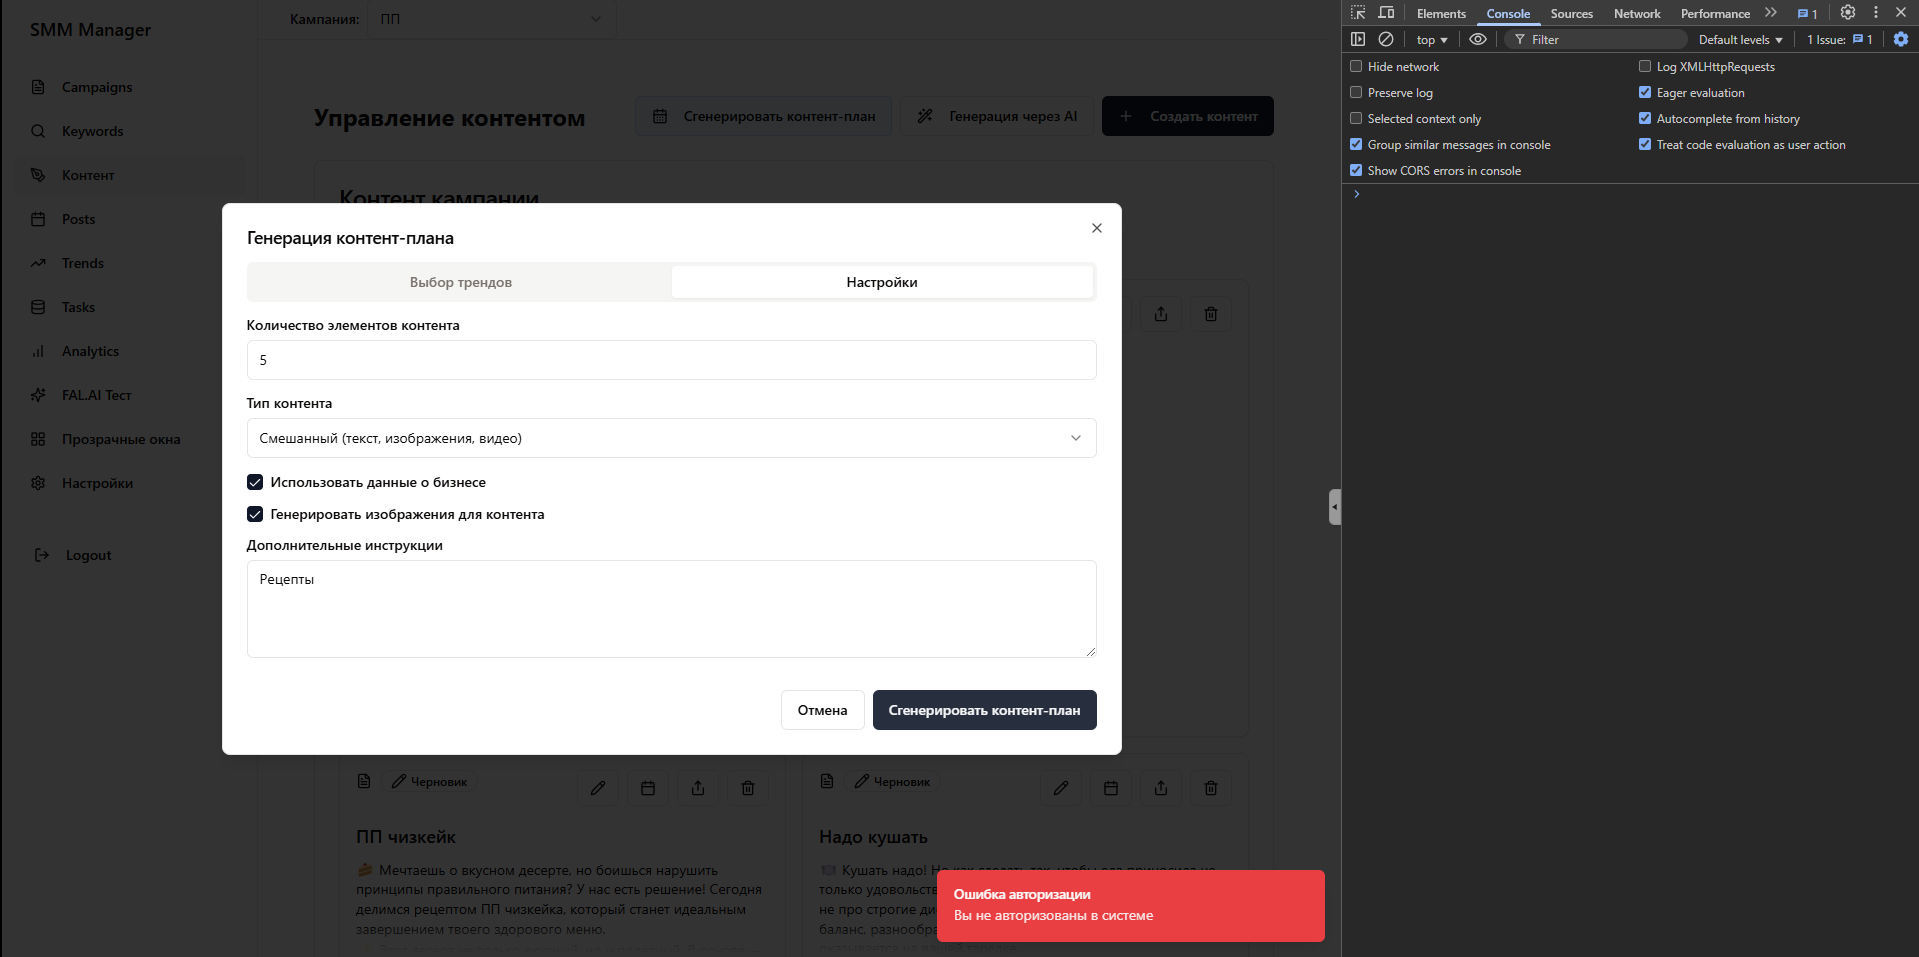 SMM Manager
Campaigns
Keywords
Контент
Posts
Trends
Tasks
Analytics
FAL.AI Тест
Прозрачные окна
Настройки
Logout
Кампания: ПП
Управление контентом
Сгенерировать контент-план
Генерация через AI
Создать контент
Контент кампании
Генерация контент-плана
Выбор трендов
Настройки
Количество элементов контента
5
Тип контента
Смешанный (текст, изображения, видео)
Использовать данные о бизнесе
Генерировать изображения для контента
Дополнительные инструкции
Рецепты
Отмена
Сгенерировать контент-план
Черновик
ПП чизкейк
Мечтаешь о вкусном десерте, но боишься нарушить
принципы правильного питания? У нас есть решение! Сегодня
делимся рецептом ПП чизкейка, который станет идеальным
завершением твоего здорового меню.
Черновик
Надо кушать
Кушать надо! Но как сделать так, чтобы
только удовольств
не про строгие ди
баланс, разнообра
Ошибка авторизации
Вы не авторизованы в системе
Elements
Console
Sources
Network
Performance
1
top
Filter
Default levels
1 Issue:
1
Hide network
Log XMLHttpRequests
Preserve log
Eager evaluation
Selected context only
Autocomplete from history
Group similar messages in console
Treat code evaluation as user action
Show CORS errors in console